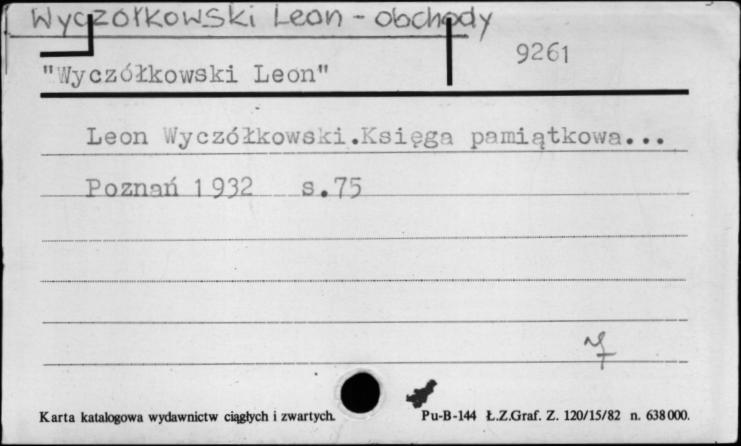 Wyczółkowski Leon - obchody
9261
"Wyczółkowski Leon"
Leon Wyczółkowski.Księga pamiątkowa...
Poznań 1932 s.75
Karta katalogowa wydawnictw ciągłych i zwartych. Pu-B-144 Ł.Z.Graf. Z. 120/15/82 n. 638000.